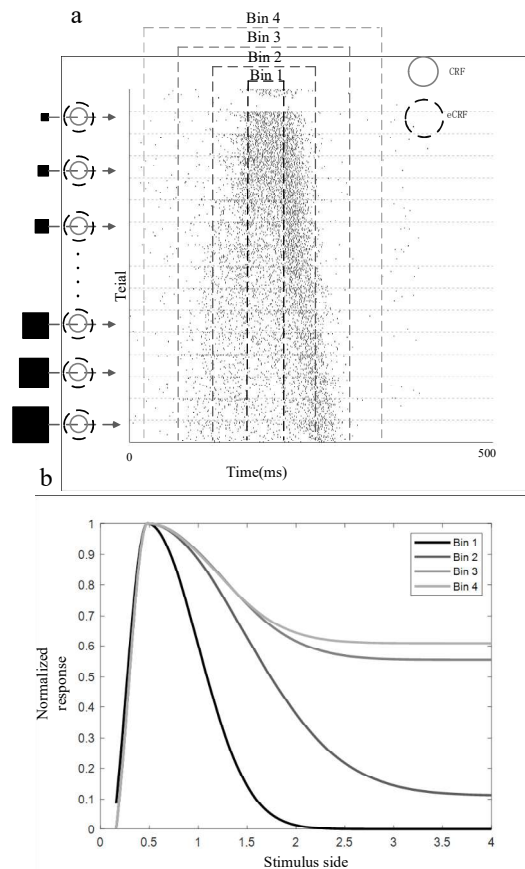 a
Bin 4
Bin 3
Bin 2
Bin 1
CRF
eCRF
Teial
0
500
Time(ms)
b
1
0.9
0.8
0.7
0.6
0.5
0.4
0.3
0.2
0.1
0
Normalized
response
Bin 1
Bin 2
Bin 3
Bin 4
0 0.5 1 1.5 2 2.5 3 3.5 4
Stimulus side